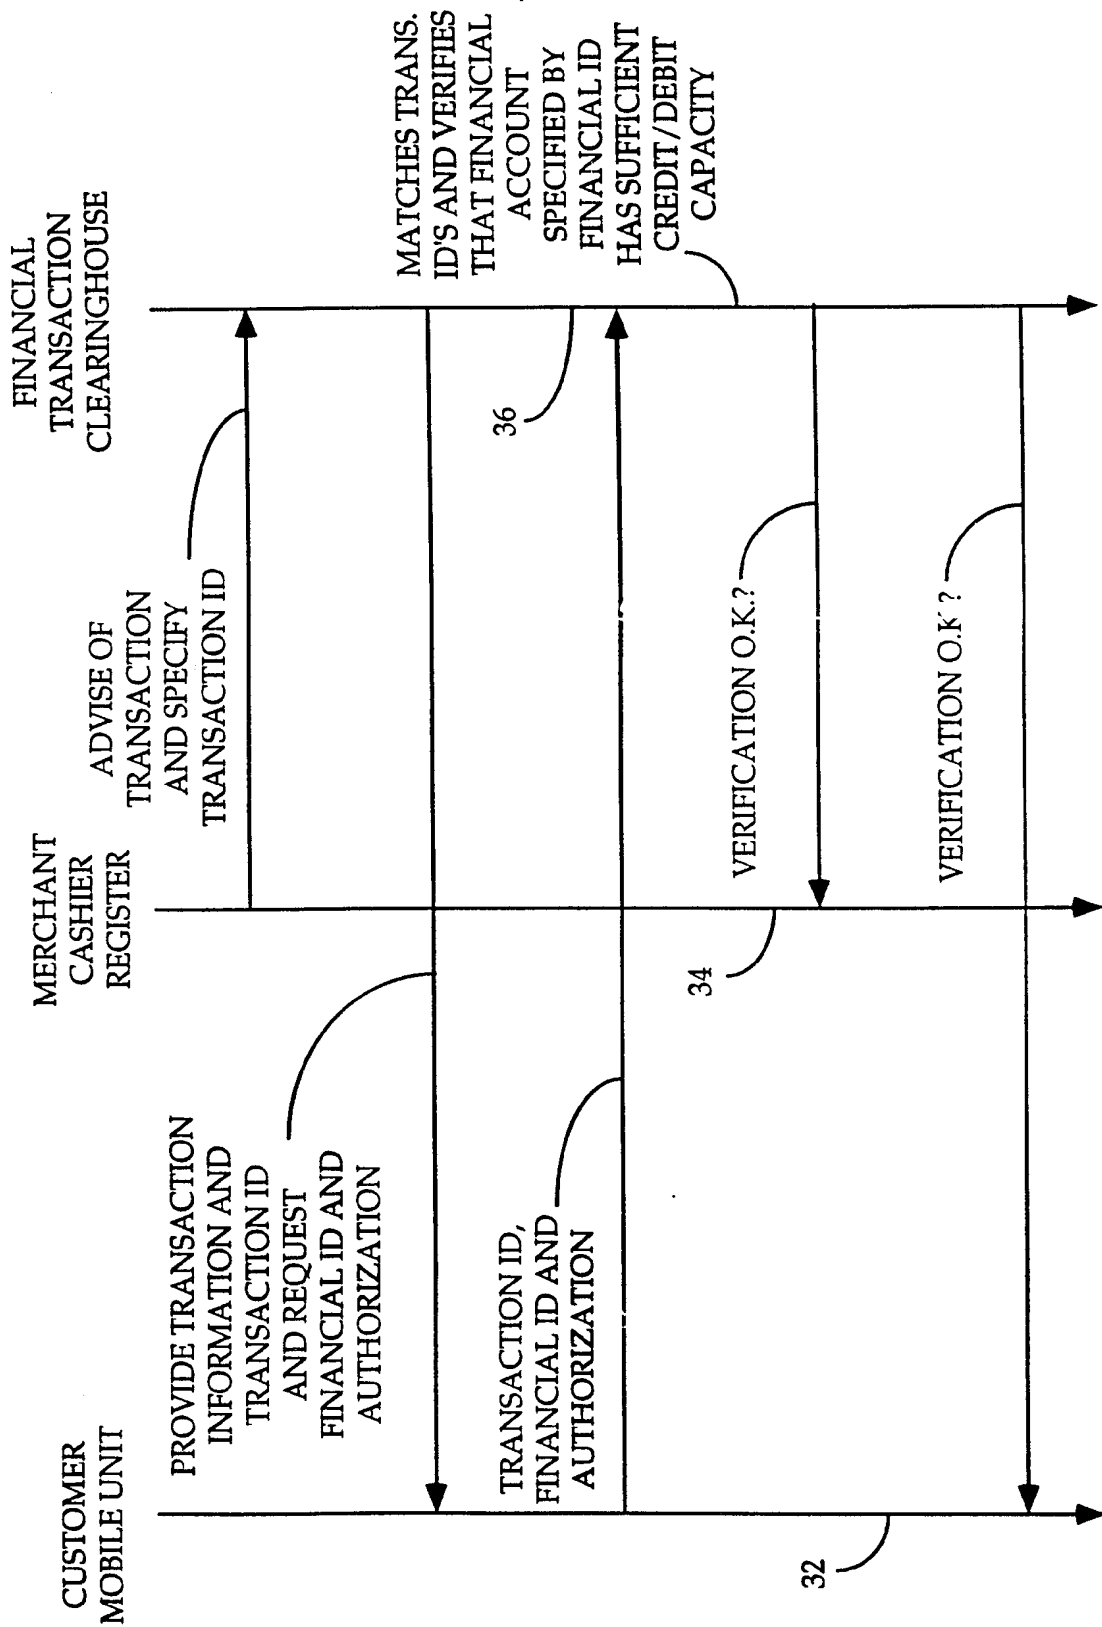 CUSTOMER
MOBILE UNIT
MERCHANT
CASHIER
REGISTER
FINANCIAL
TRANSACTION
CLEARINGHOUSE
ADVISE OF
TRANSACTION
AND SPECIFY
TRANSACTION ID
PROVIDE TRANSACTION
INFORMATION AND
TRANSACTION ID
AND REQUEST
FINANCIAL ID AND
AUTHORIZATION
MATCHES TRANS.
ID'S AND VERIFIES
THAT FINANCIAL
ACCOUNT
SPECIFIED BY
FINANCIAL ID
HAS SUFFICIENT
CREDIT/DEBIT
CAPACITY
36
TRANSACTION ID,
FINANCIAL ID AND
AUTHORIZATION
34
VERIFICATION O.K.?
32
VERIFICATION O.K ?